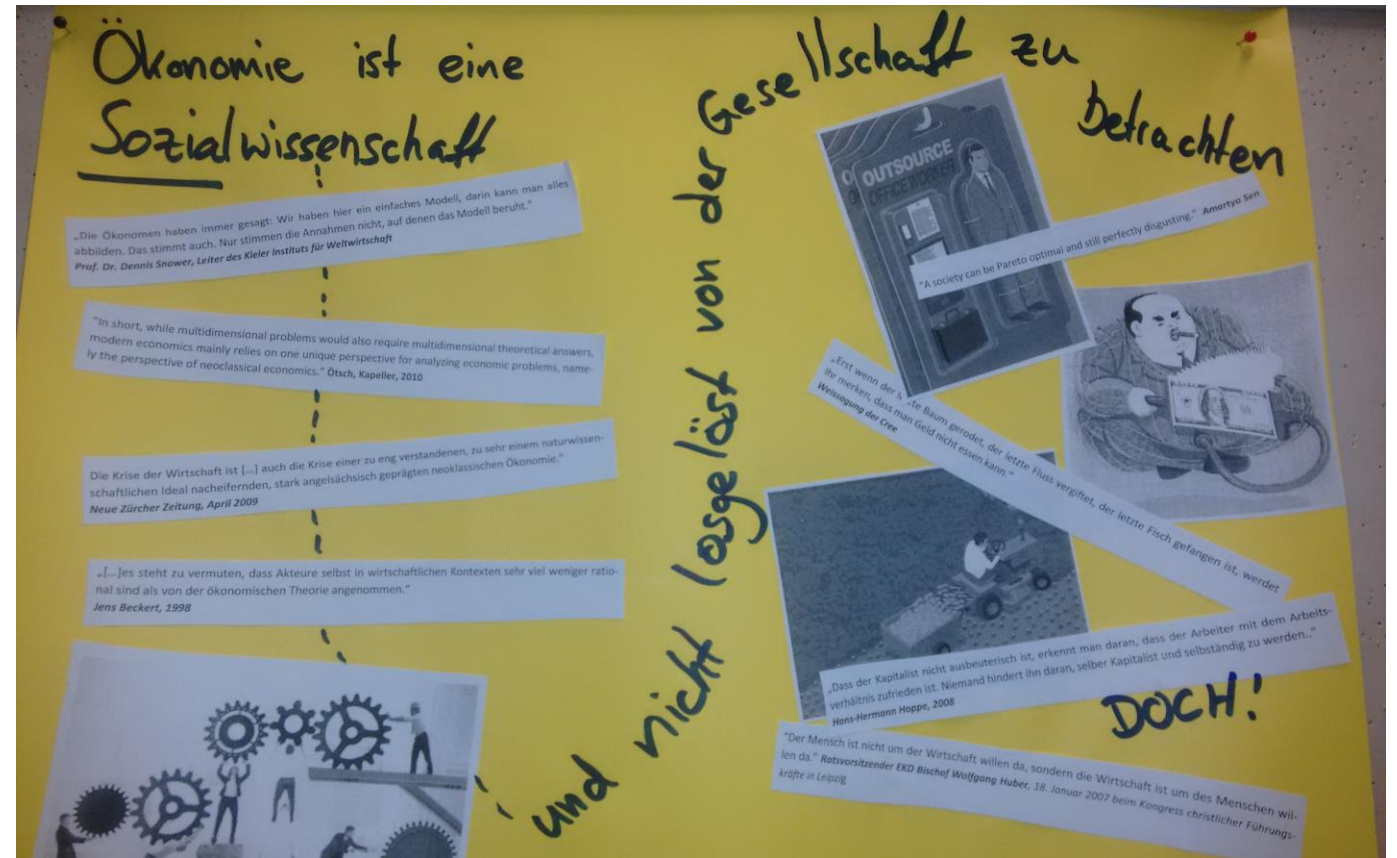 Ökonomie ist eine
Sozialwissenschaft
„Die Ökonomen haben immer gesagt: Wir haben hier ein einfaches Modell, darin kann man alles
abbilden. Das stimmt auch. Nur stimmen die Annahmen nicht, auf denen das Modell beruht.“
Prof. Dr. Dennis Snower, Leiter des Kieler Instituts für Weltwirtschaft
"In short, while multidimensional problems would also require multidimensional theoretical answers,
modern economics mainly relies on one unique perspective for analyzing economic problems, name-
ly the perspective of neoclassical economics." Ötsch, Kapeller, 2010
Die Krise der Wirtschaft ist [...] auch die Krise einer zu eng verstandenen, zu sehr einem naturwissen-
schaftlichen Ideal nacheifernden, stark angelsächsisch geprägten neoklassischen Ökonomie.“
Neue Zürcher Zeitung, April 2009
„[...]es steht zu vermuten, dass Akteure selbst in wirtschaftlichen Kontexten sehr viel weniger ratio-
nal sind als von der ökonomischen Theorie angenommen.“
Jens Beckert, 1998
und nicht losgelöst von der Gesellschaft zu
betrachten
OUTSOURCE
OFFICE WORKER
"A society can be Pareto optimal and still perfectly disgusting." Amartya Sen
„Erst wenn der letzte Baum gerodet, der letzte Fluss vergiftet, der letzte Fisch gefangen ist, werdet
Ihr merken, dass man Geld nicht essen kann.“
Weissagung der Cree
„Dass der Kapitalist nicht ausbeuterisch ist, erkennt man daran, dass der Arbeiter mit dem Arbeits-
verhältnis zufrieden ist. Niemand hindert ihn daran, selber Kapitalist und selbständig zu werden..“
Hans-Hermann Hoppe, 2008
DOCH!
"Der Mensch ist nicht um der Wirtschaft willen da, sondern die Wirtschaft ist um des Menschen wil-
len da." Ratsvorsitzender EKD Bischof Wolfgang Huber, 18. Januar 2007 beim Kongress christlicher Führungs-
kräfte in Leipzig